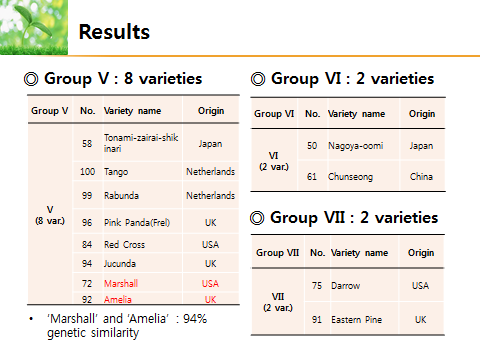 Results
◎ Group V : 8 varieties
Group V No. Variety name Origin
V
(8 var.)
58 Tonami-zairai-shik
inari Japan
100 Tango Netherlands
99 Rabunda Netherlands
96 Pink Panda(Frel) UK
84 Red Cross USA
94 Jucunda UK
72 Marshall USA
92 Amelia UK
• ‘Marshall’ and ‘Amelia’ : 94%
genetic similarity
◎ Group VI : 2 varieties
Group VI No. Variety name Origin
VI
(2 var.)
50 Nagoya-oomi Japan
61 Chunseong China
◎ Group VII : 2 varieties
Group VII No. Variety name Origin
VII
(2 var.)
75 Darrow USA
91 Eastern Pine UK